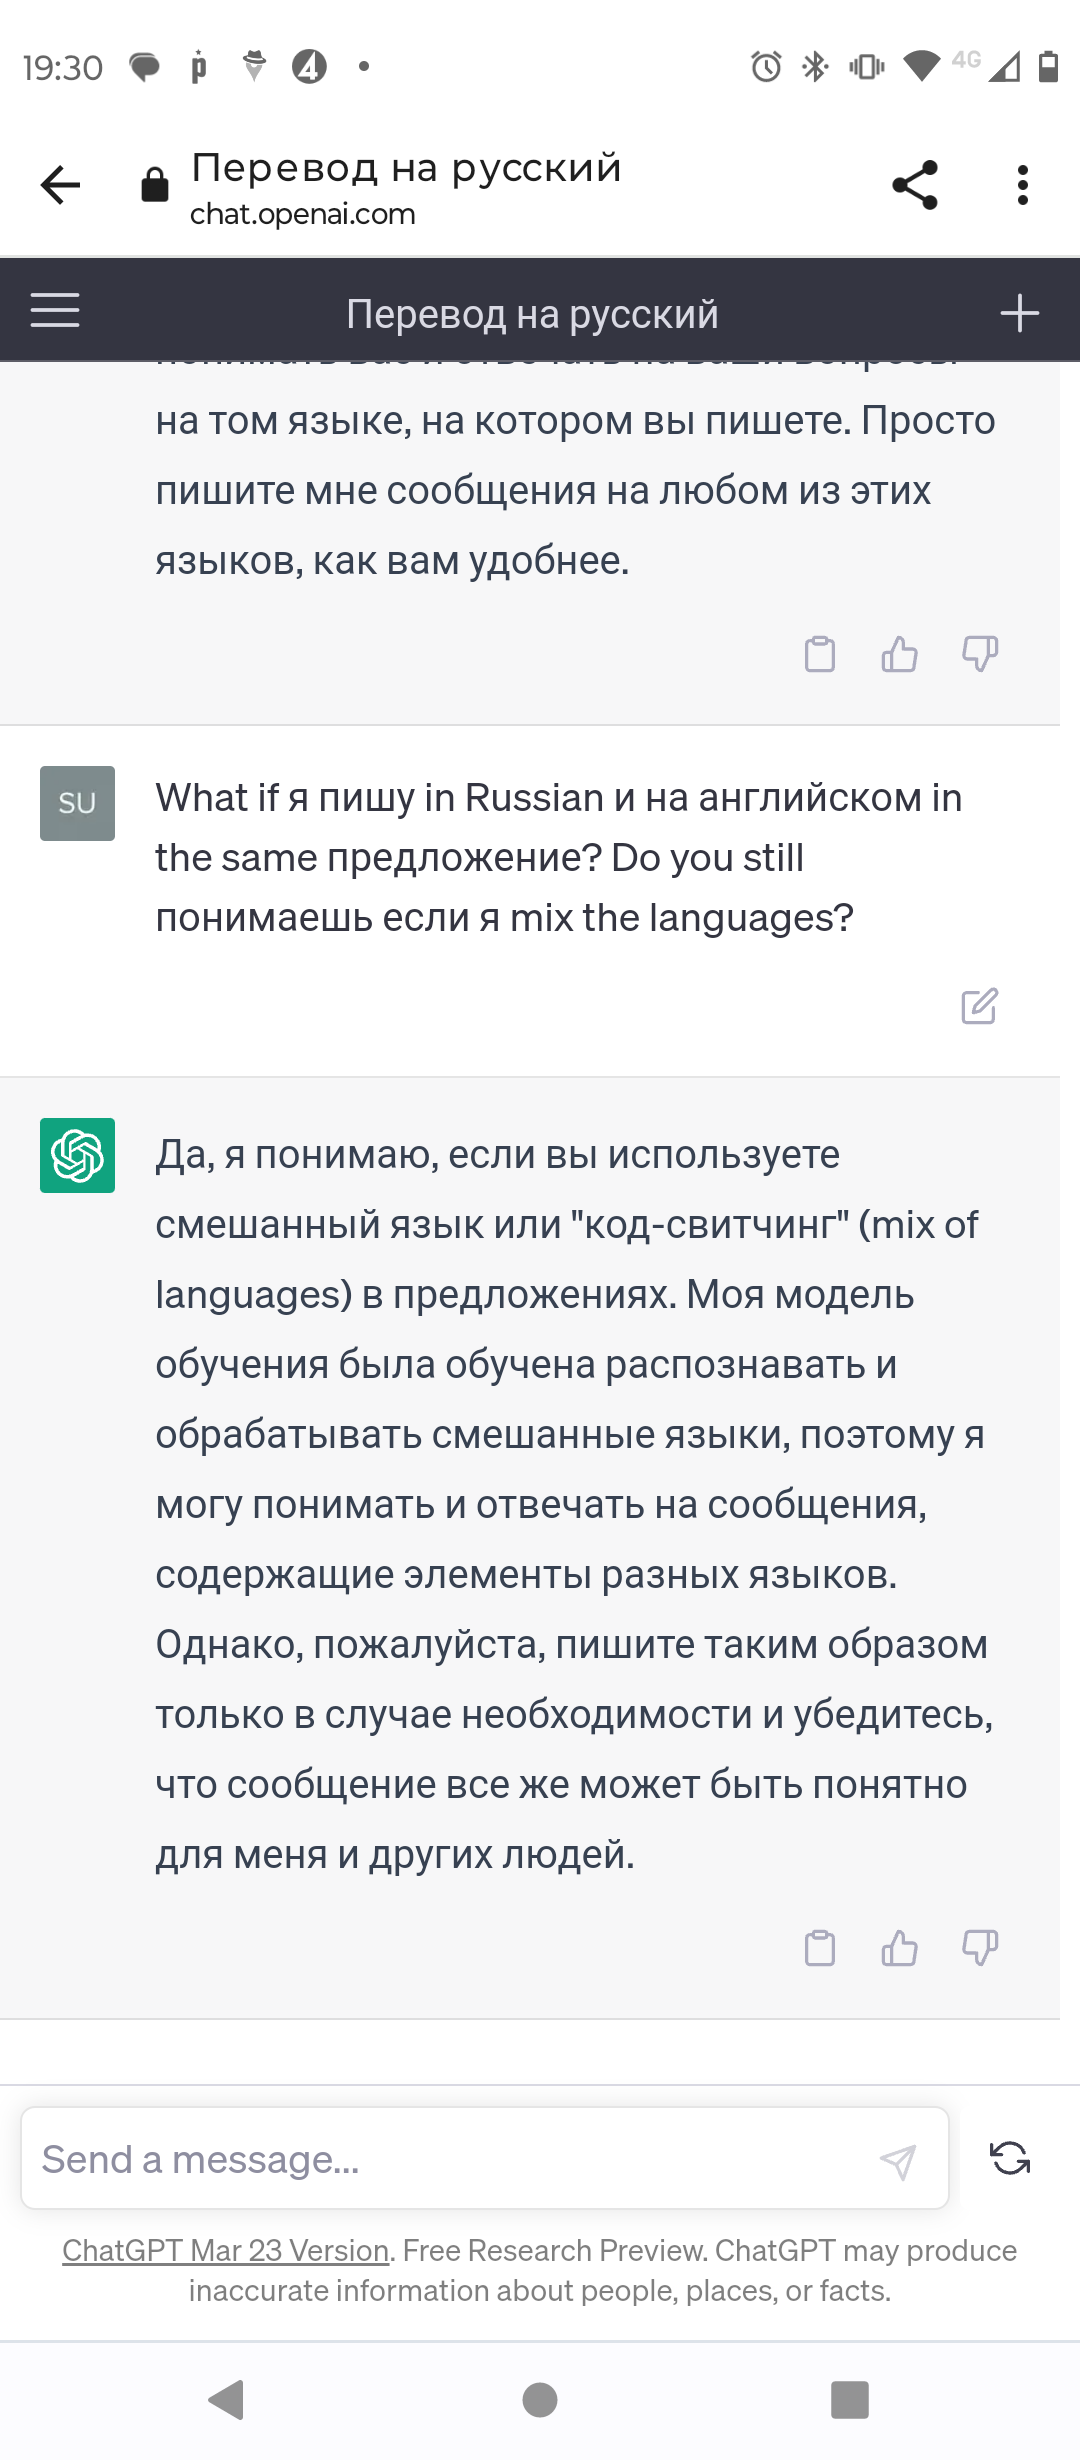 19:30
4G
Перевод на русский
chat.openai.com
Перевод на русский
понимать вас и отвечать на ваши вопросы
на том языке, на котором вы пишете. Просто
пишите мне сообщения на любом из этих
языков, как вам удобнее.
SU
What if я пишу in Russian и на английском in
the same предложение? Do you still
понимаешь если я mix the languages?
Да, я понимаю, если вы используете
смешанный язык или "код-свитчинг" (mix of
languages) в предложениях. Моя модель
обучения была обучена распознавать и
обрабатывать смешанные языки, поэтому я
могу понимать и отвечать на сообщения,
содержащие элементы разных языков.
Однако, пожалуйста, пишите таким образом
только в случае необходимости и убедитесь,
что сообщение все же может быть понятно
для меня и других людей.
Send a message...
ChatGPT Mar 23 Version. Free Research Preview. ChatGPT may produce
inaccurate information about people, places, or facts.